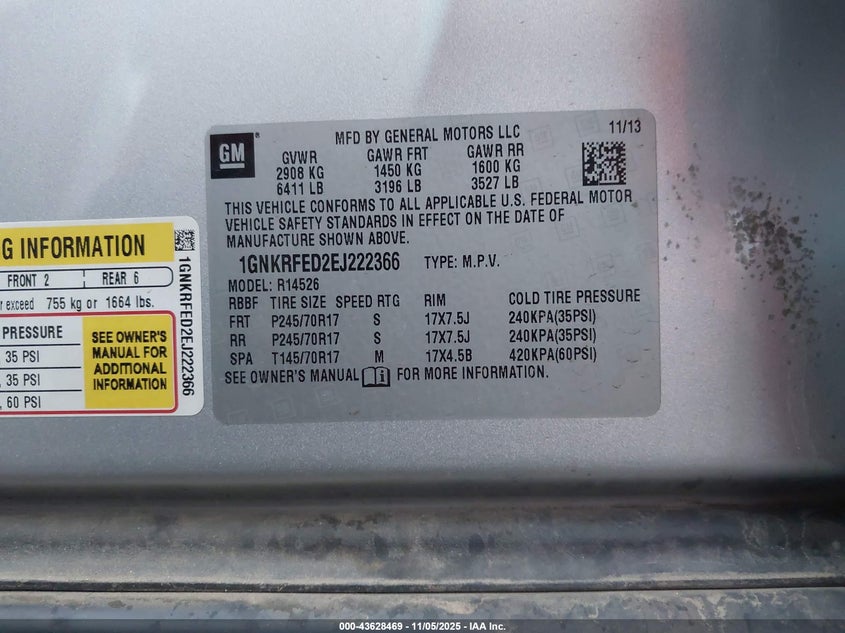 GM
MFD BY GENERAL MOTORS LLC
11/13
GVWR GAWR FRT GAWR RR
2908 KG 1450 KG 1600 KG
6411 LB 3196 LB 3527 LB
THIS VEHICLE CONFORMS TO ALL APPLICABLE U.S. FEDERAL MOTOR
VEHICLE SAFETY STANDARDS IN EFFECT ON THE DATE OF
MANUFACTURE SHOWN ABOVE.
1GNKRFED2EJ222366 TYPE: M.P.V.
MODEL: R14526
RBBF TIRE SIZE SPEED RTG RIM COLD TIRE PRESSURE
FRT P245/70R17 S 17X7.5J 240KPA(35PSI)
RR P245/70R17 S 17X7.5J 240KPA(35PSI)
SPA T145/70R17 M 17X4.5B 420KPA(60PSI)
SEE OWNER'S MANUAL FOR MORE INFORMATION.
G INFORMATION
FRONT 2 REAR 6
exceed 755 kg or 1664 lbs.
PRESSURE
, 35 PSI
, 35 PSI
, 60 PSI
SEE OWNER'S
MANUAL FOR
ADDITIONAL
INFORMATION
1GNKRFED2EJ222366
000-43628469 - 11/05/2025 - IAA Inc.